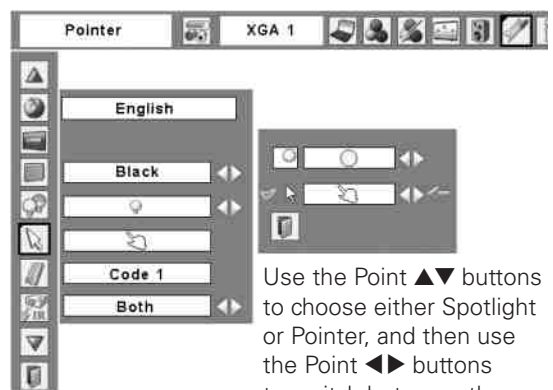 Pointer
XGA 1
English
Black
Code 1
Both
Use the Point ▲▼ buttons
to choose either Spotlight
or Pointer, and then use
the Point ◀▶ buttons